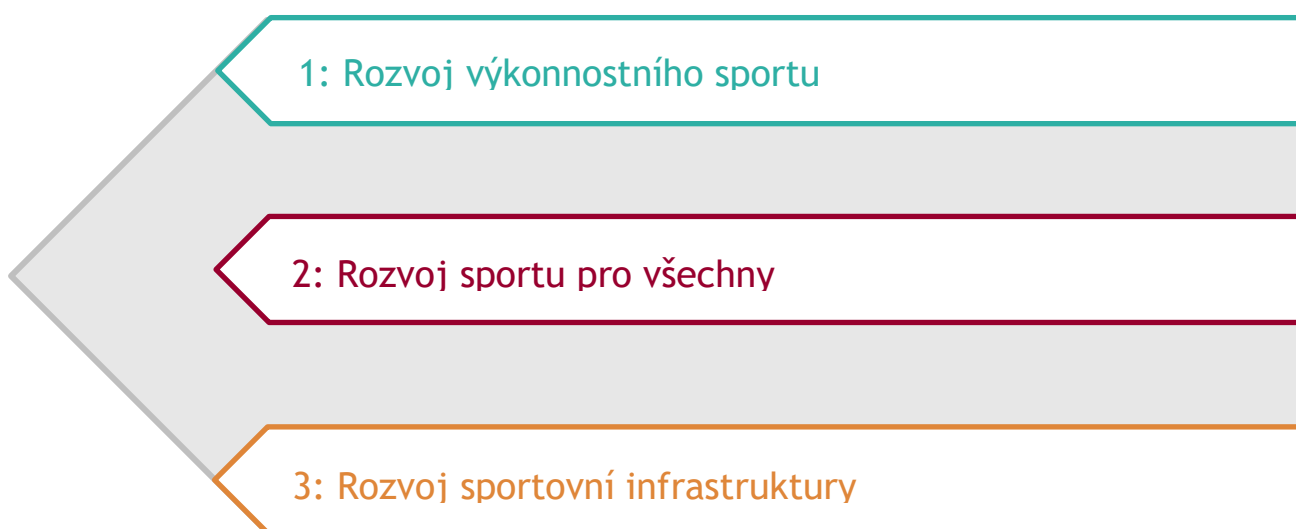 1: Rozvoj výkonnostního sportu
2: Rozvoj sportu pro všechny
3: Rozvoj sportovní infrastruktury